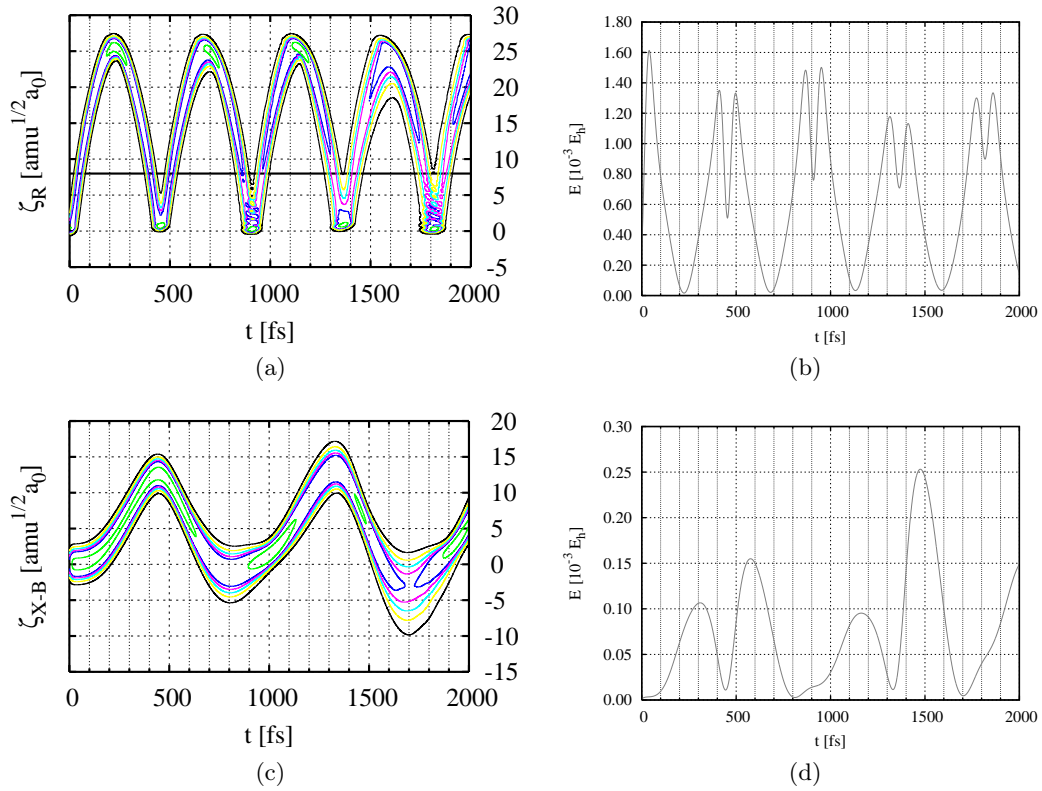 30
25
20
15
10
5
0
-5
0 500 1000 1500 2000
ζR [amu1/2a0]
t [fs]
(a)
1.80
1.60
1.40
1.20
1.00
0.80
0.60
0.40
0.20
0.00
0 500 1000 1500 2000
E [10-3 Eh]
t [fs]
(b)
20
15
10
5
0
-5
-10
-15
0 500 1000 1500 2000
ζX-B [amu1/2a0]
t [fs]
(c)
0.30
0.25
0.20
0.15
0.10
0.05
0.00
0 500 1000 1500 2000
E [10-3 Eh]
t [fs]
(d)